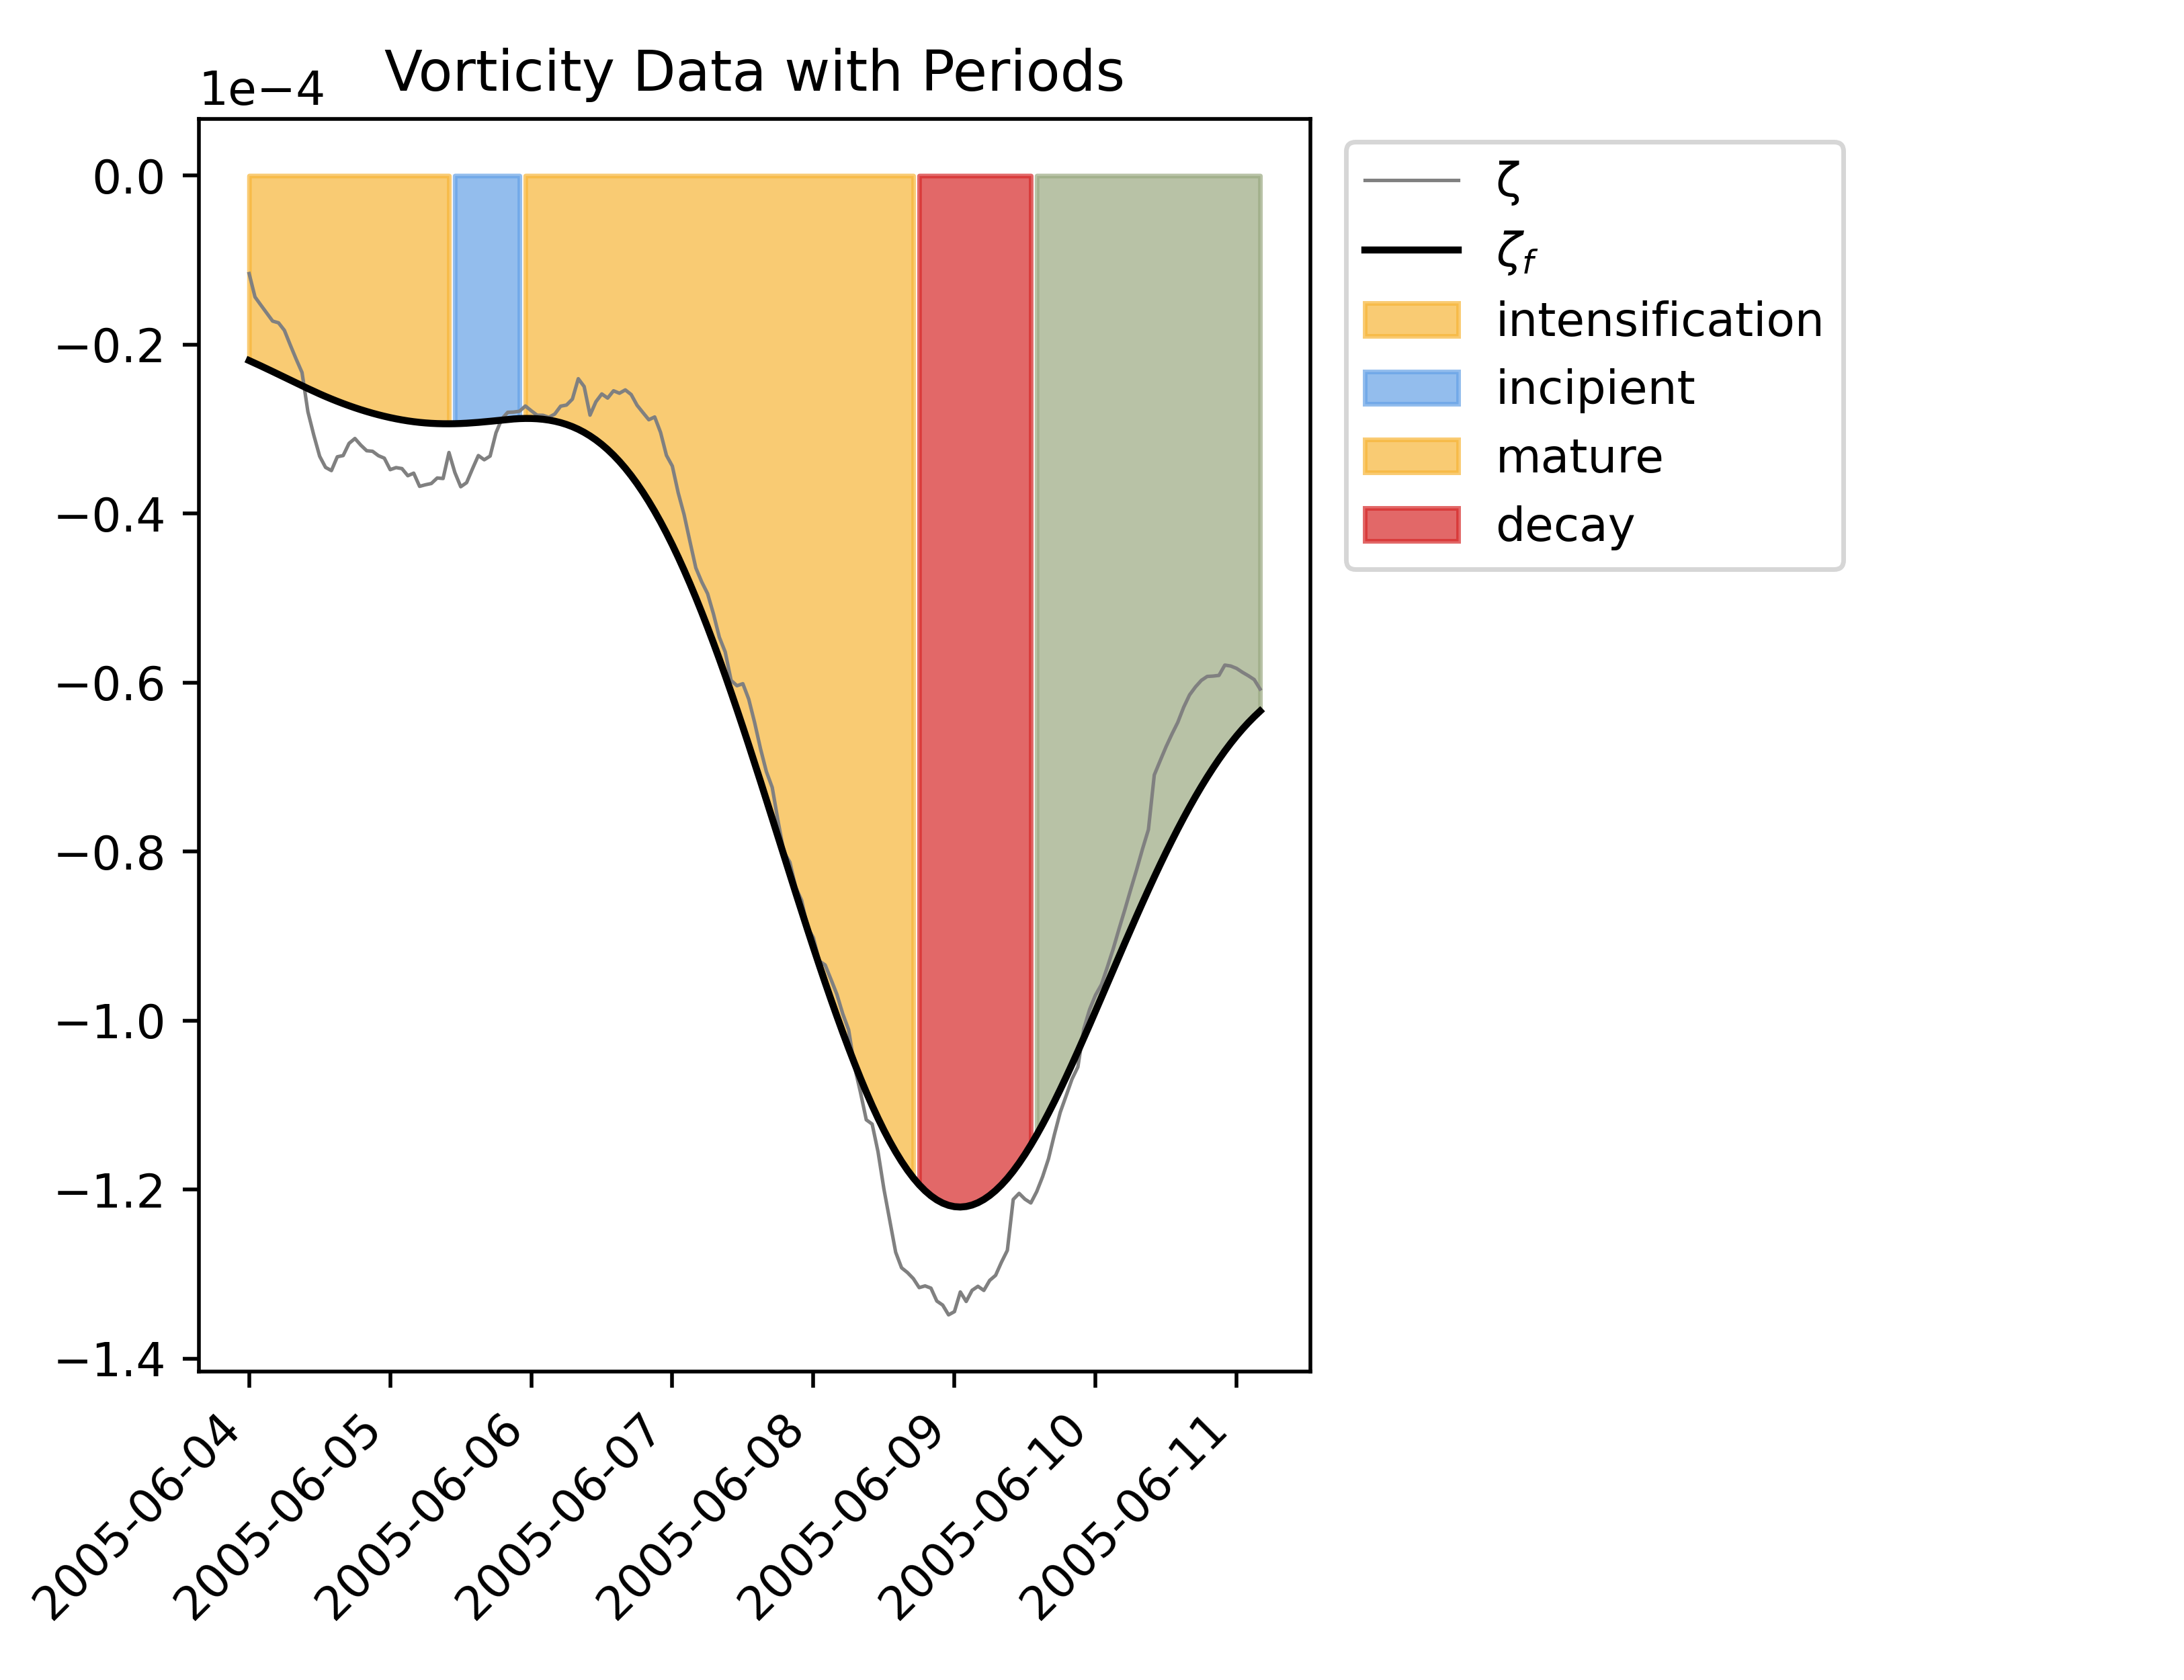 Vorticity Data with Periods
1e−4
0.0
−0.2
−0.4
−0.6
−0.8
−1.0
−1.2
−1.4
2005-06-04
2005-06-05
2005-06-06
2005-06-07
2005-06-08
2005-06-09
2005-06-10
2005-06-11
ζ
ζf
intensification
incipient
mature
decay